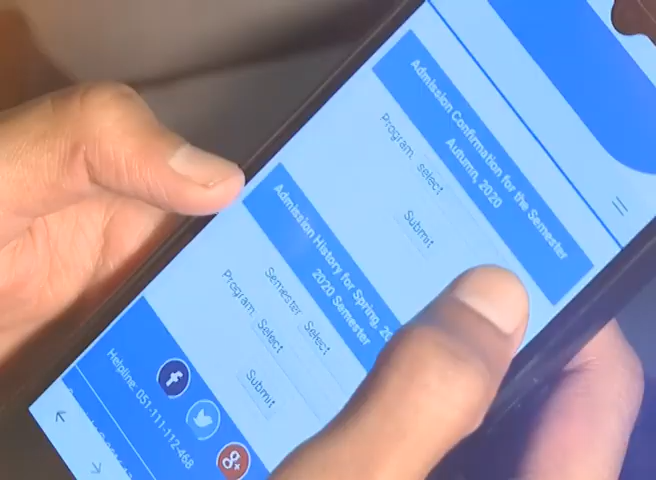 Admission Confirmation for the Semester
Autumn, 2020
Program select
Submit
Admission History for Spring,
2020 Semester
Semester Select
Program Select
Submit
Helpline: 051-111-112-468